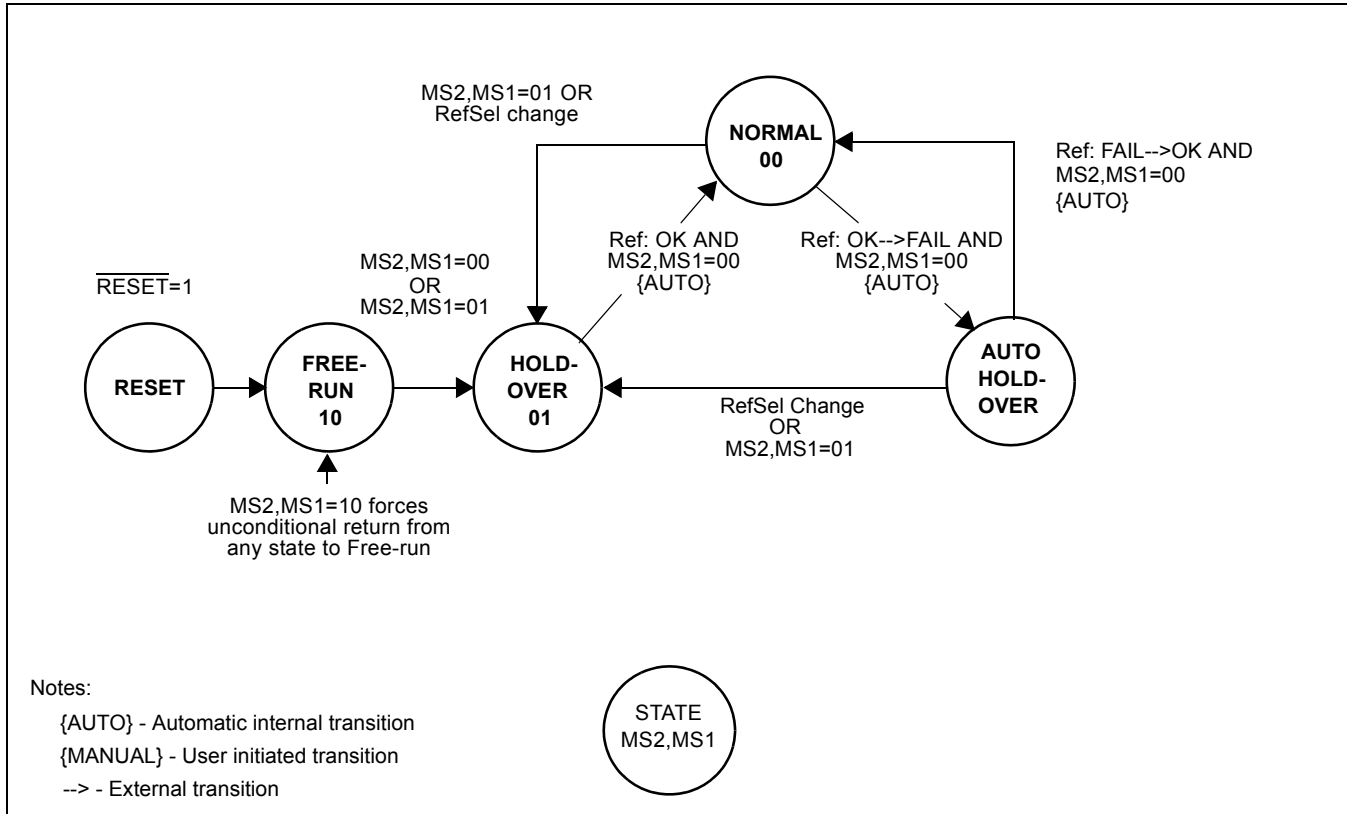 MS2,MS1=01 OR
RefSel change
NORMAL
00
Ref: FAIL-->OK AND
MS2,MS1=00
{AUTO}
Ref: OK AND
MS2,MS1=00
{AUTO}
Ref: OK-->FAIL AND
MS2,MS1=00
{AUTO}
MS2,MS1=00
OR
MS2,MS1=01
RESET=1
RESET
FREE-
RUN
10
HOLD-
OVER
01
AUTO
HOLD-
OVER
RefSel Change
OR
MS2,MS1=01
MS2,MS1=10 forces
unconditional return from
any state to Free-run
Notes:
{AUTO} - Automatic internal transition
{MANUAL} - User initiated transition
--> - External transition
STATE
MS2,MS1